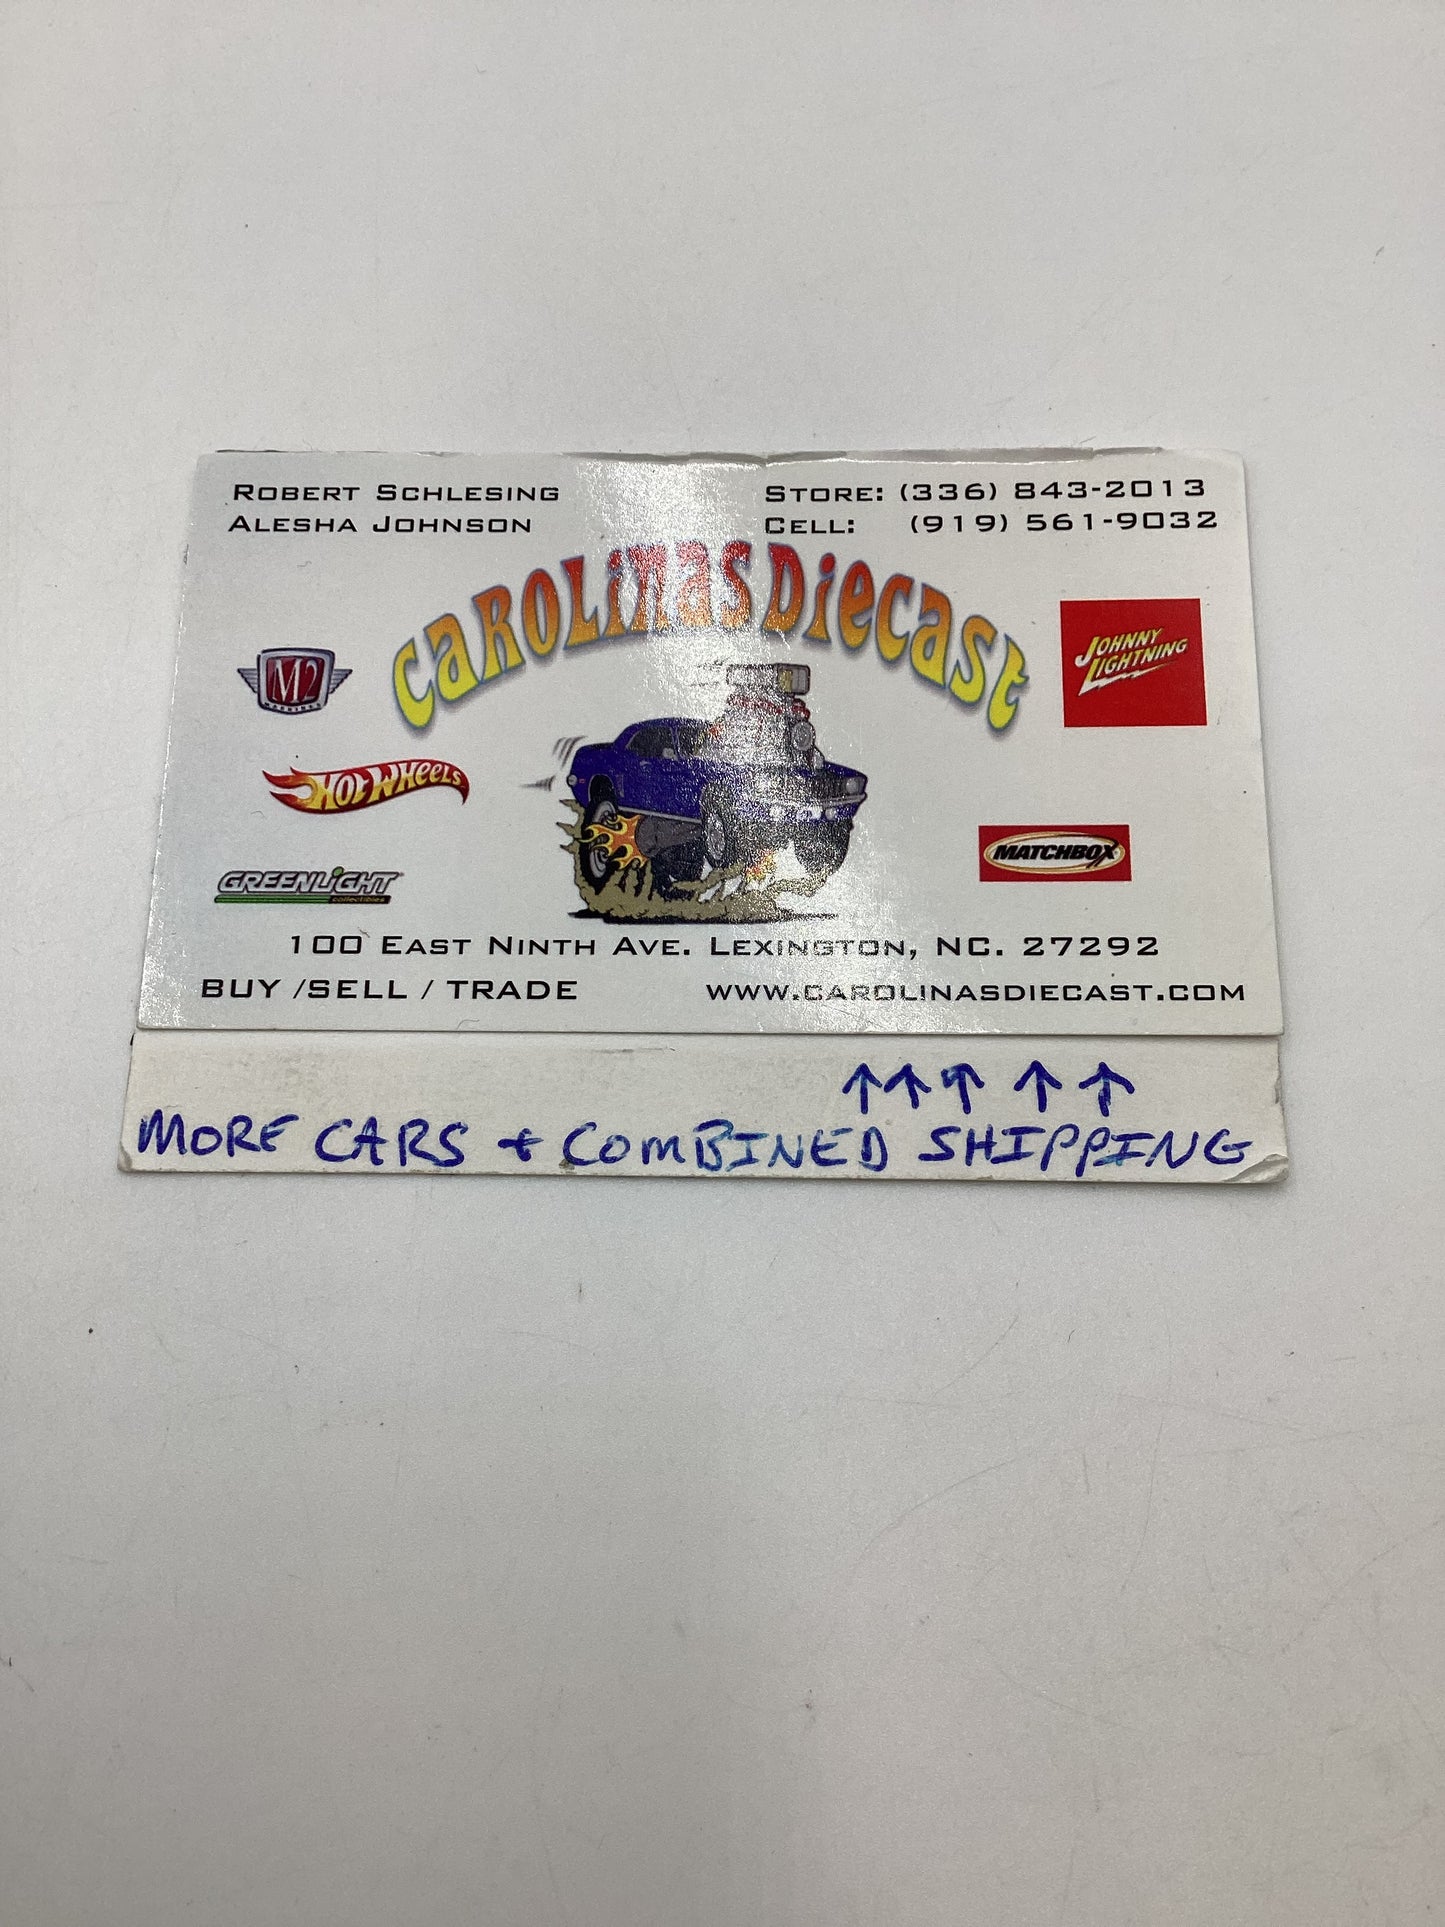 ROBERT SCHLESING
ALESHA JOHNSON
STORE: (336) 843-2013
CELL: (919) 561-9032
CAROLINAS DIECAST
M2
MACHINES
JOHNNY
LIGHTNING
HOT WHEELS
MATCHBOX
GREENLIGHT
collectibles
100 EAST NINTH AVE. LEXINGTON, NC. 27292
BUY /SELL / TRADE
WWW.CAROLINASDIECAST.COM
↑↑↑ ↑ ↑
MORE CARS + COMBINED SHIPPING